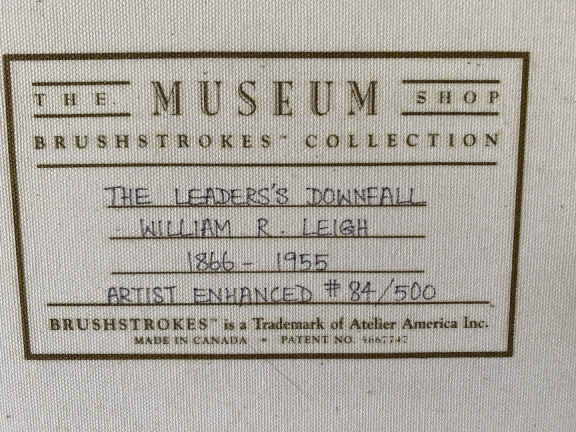 THE MUSEUM SHOP
BRUSHSTROKES™ COLLECTION
THE LEADERS'S DOWNFALL
WILLIAM R. LEIGH
1866 - 1955
ARTIST ENHANCED # 84/500
BRUSHSTROKES™ is a Trademark of Atelier America Inc.
MADE IN CANADA • PATENT NO. 4667747